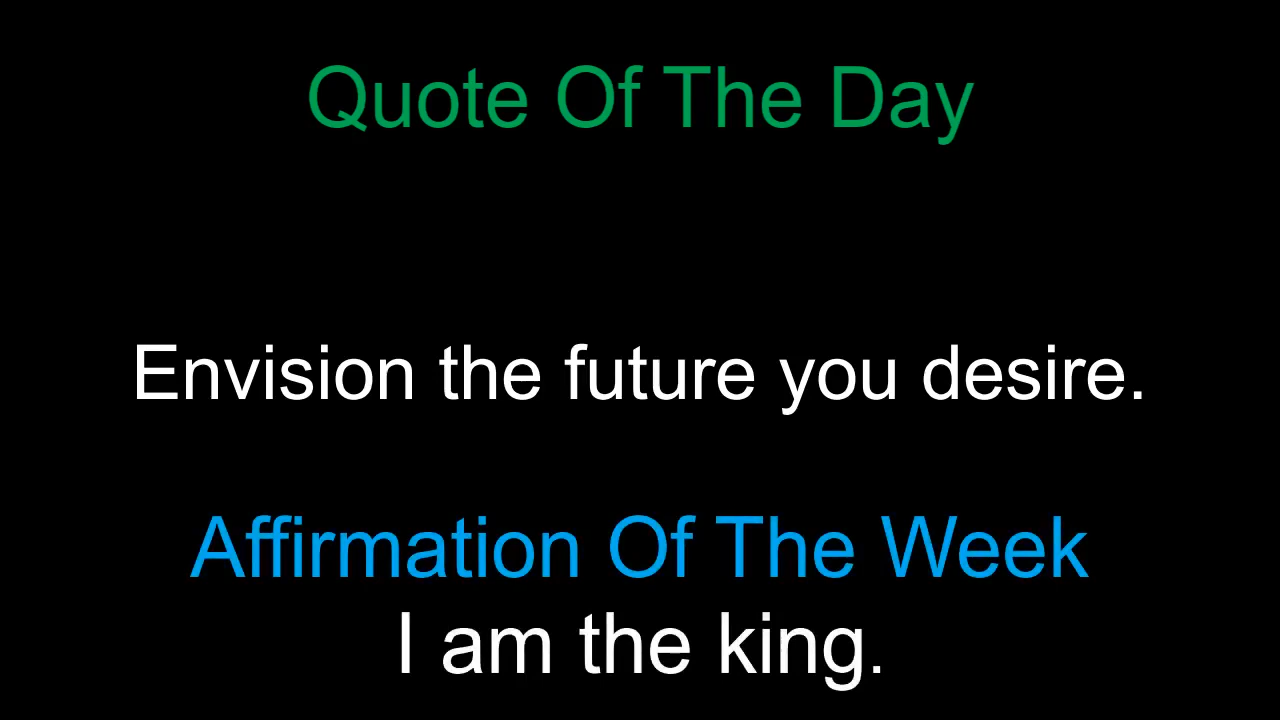 Quote Of The Day
Envision the future you desire.
Affirmation Of The Week
I am the king.